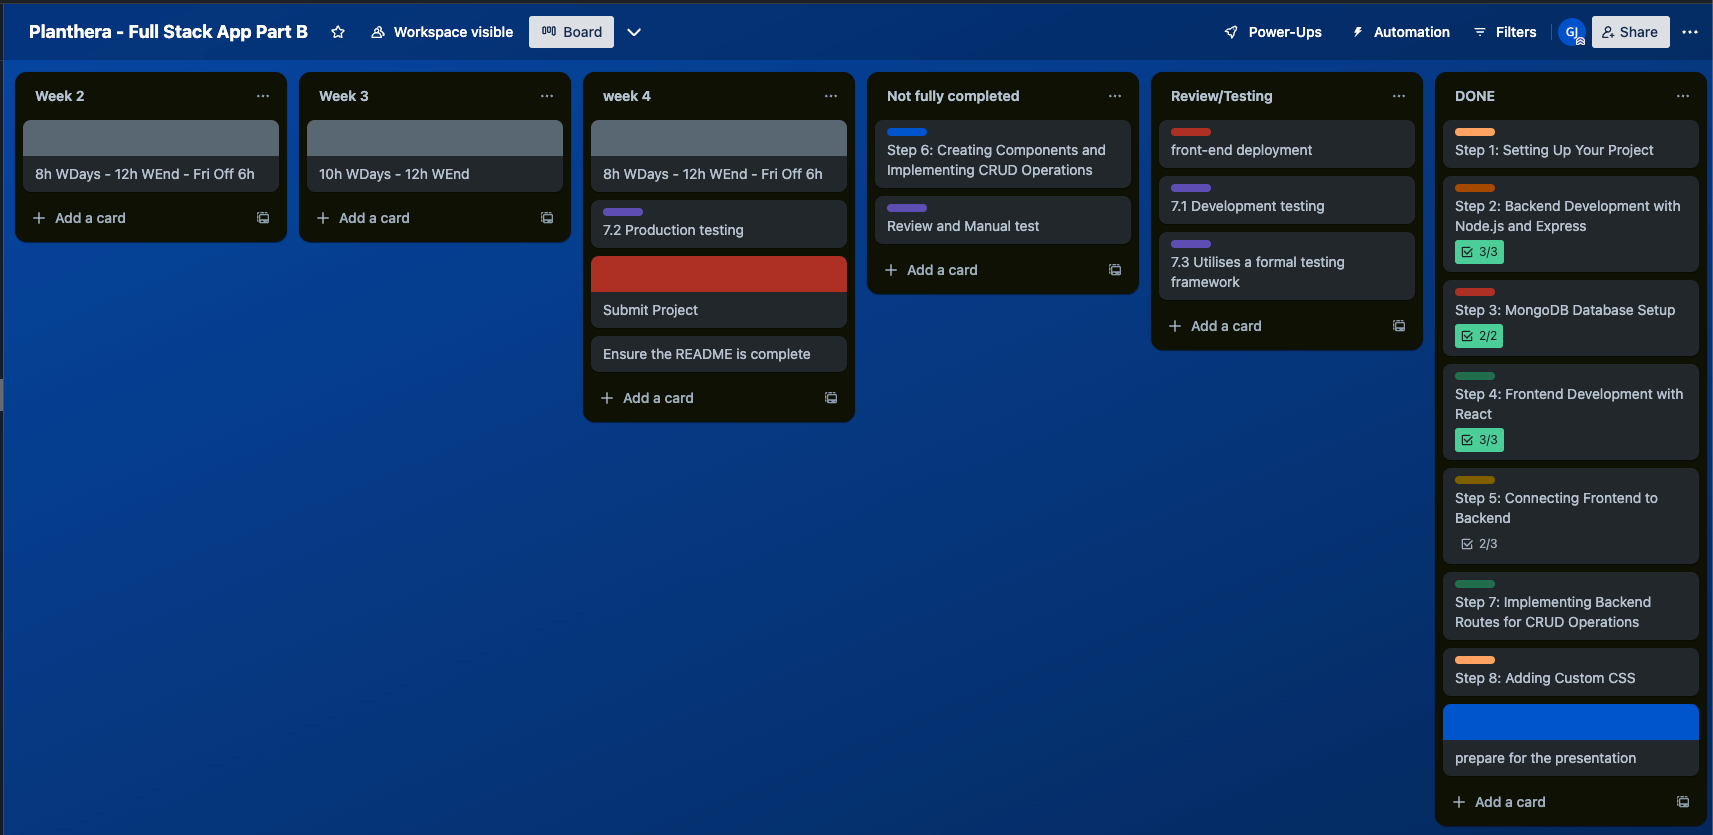 Planthera - Full Stack App Part B
Workspace visible
Board
Power-Ups
Automation
Filters
GJ
Share
Week 2
8h WDays - 12h WEnd - Fri Off 6h
Add a card
Week 3
10h WDays - 12h WEnd
Add a card
week 4
8h WDays - 12h WEnd - Fri Off 6h
7.2 Production testing
Submit Project
Ensure the README is complete
Add a card
Not fully completed
Step 6: Creating Components and
Implementing CRUD Operations
Review and Manual test
Add a card
Review/Testing
front-end deployment
7.1 Development testing
7.3 Utilises a formal testing
framework
Add a card
DONE
Step 1: Setting Up Your Project
Step 2: Backend Development with
Node.js and Express
3/3
Step 3: MongoDB Database Setup
2/2
Step 4: Frontend Development with
React
3/3
Step 5: Connecting Frontend to
Backend
2/3
Step 7: Implementing Backend
Routes for CRUD Operations
Step 8: Adding Custom CSS
prepare for the presentation
Add a card